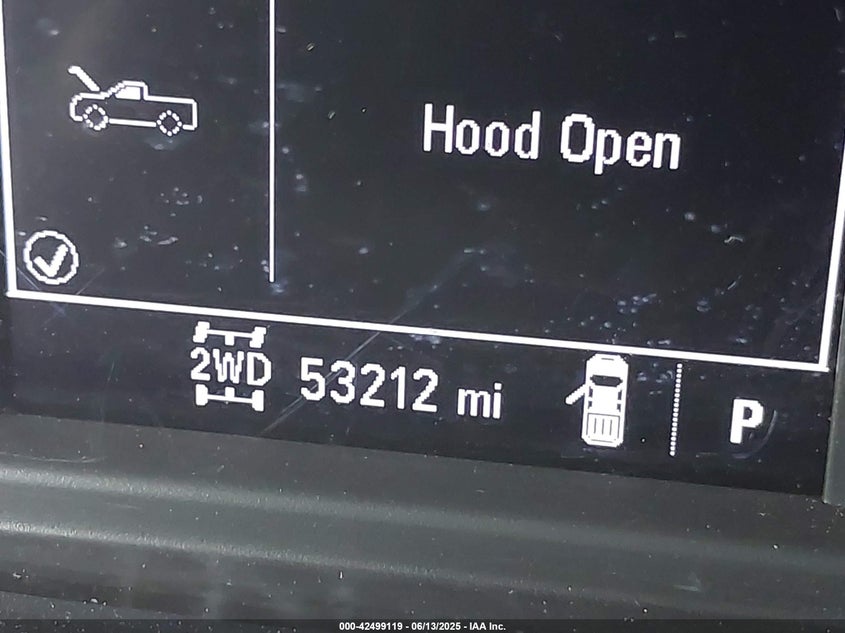 Hood Open
2WD 53212 mi P
000-42499119 - 06/13/2025 - IAA Inc.